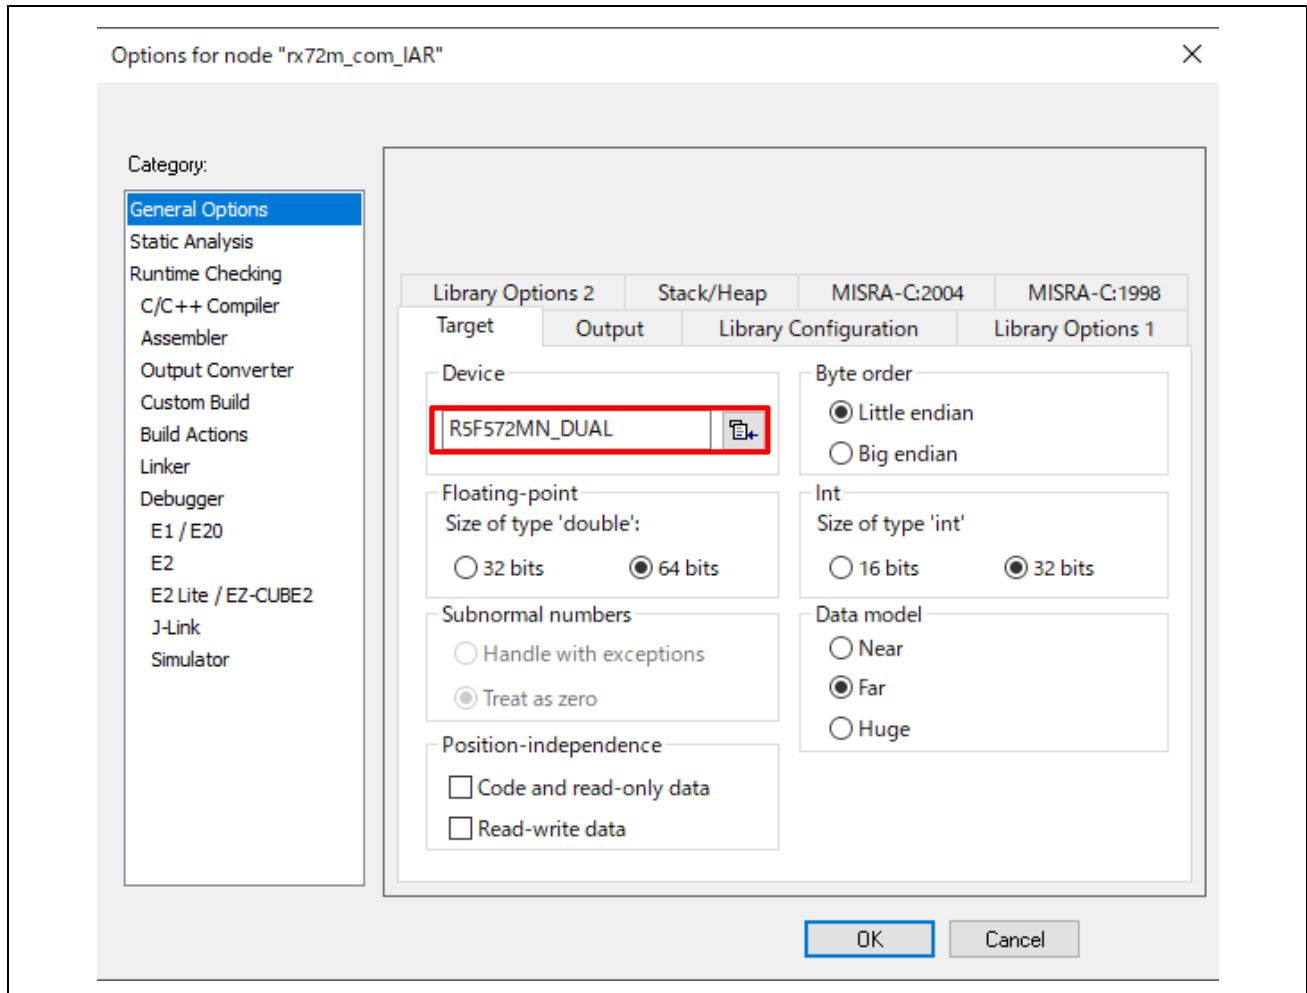 Options for node "rx72m_com_IAR"
Category:
General Options
Static Analysis
Runtime Checking
C/C++ Compiler
Assembler
Output Converter
Custom Build
Build Actions
Linker
Debugger
E1 / E20
E2
E2 Lite / EZ-CUBE2
J-Link
Simulator
Library Options 2 Stack/Heap MISRA-C:2004 MISRA-C:1998
Target Output Library Configuration Library Options 1
Device
R5F572MN_DUAL
Byte order
Little endian
Big endian
Floating-point
Size of type 'double':
32 bits 64 bits
Int
Size of type 'int'
16 bits 32 bits
Subnormal numbers
Handle with exceptions
Treat as zero
Data model
Near
Far
Huge
Position-independence
Code and read-only data
Read-write data
OK Cancel